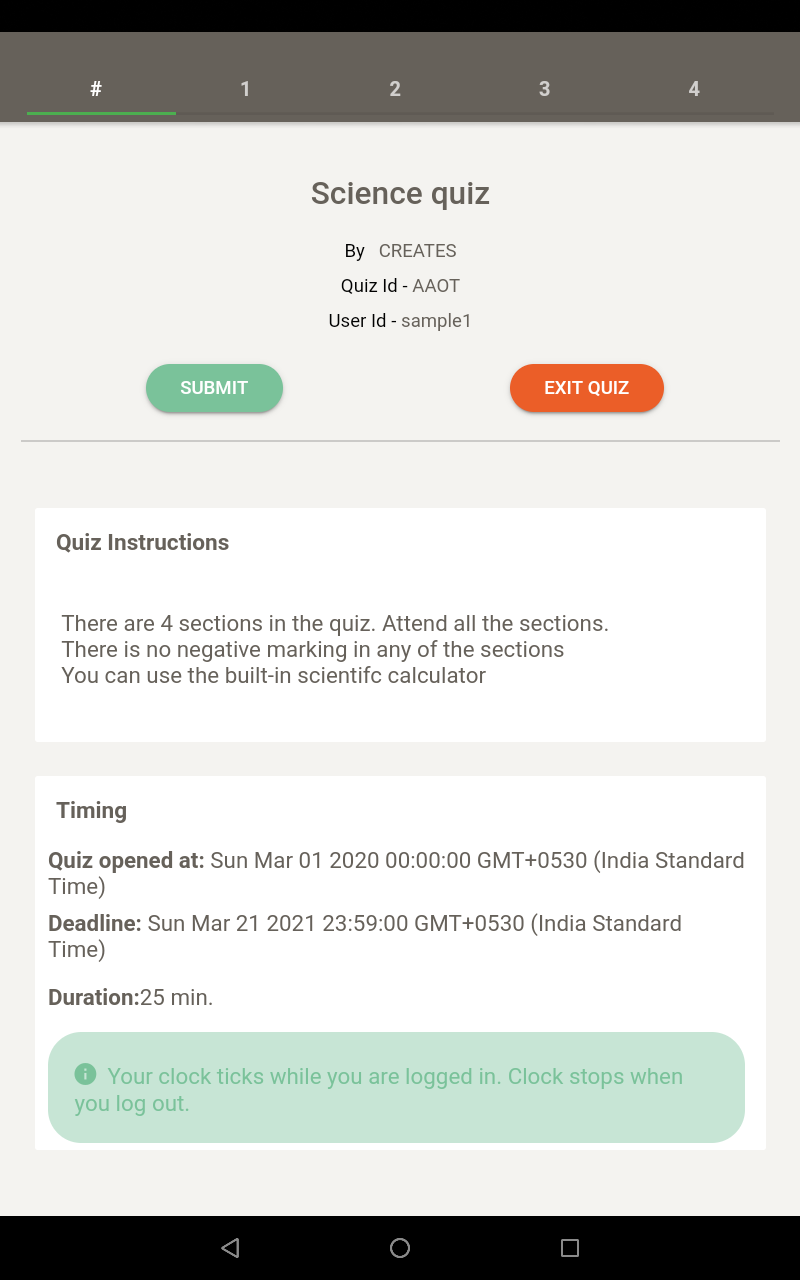 # 1 2 3 4
Science quiz
By CREATES
Quiz Id - AAOT
User Id - sample1
SUBMIT EXIT QUIZ
Quiz Instructions
There are 4 sections in the quiz. Attend all the sections.
There is no negative marking in any of the sections
You can use the built-in scientifc calculator
Timing
Quiz opened at: Sun Mar 01 2020 00:00:00 GMT+0530 (India Standard
Time)
Deadline: Sun Mar 21 2021 23:59:00 GMT+0530 (India Standard
Time)
Duration:25 min.
Your clock ticks while you are logged in. Clock stops when
you log out.